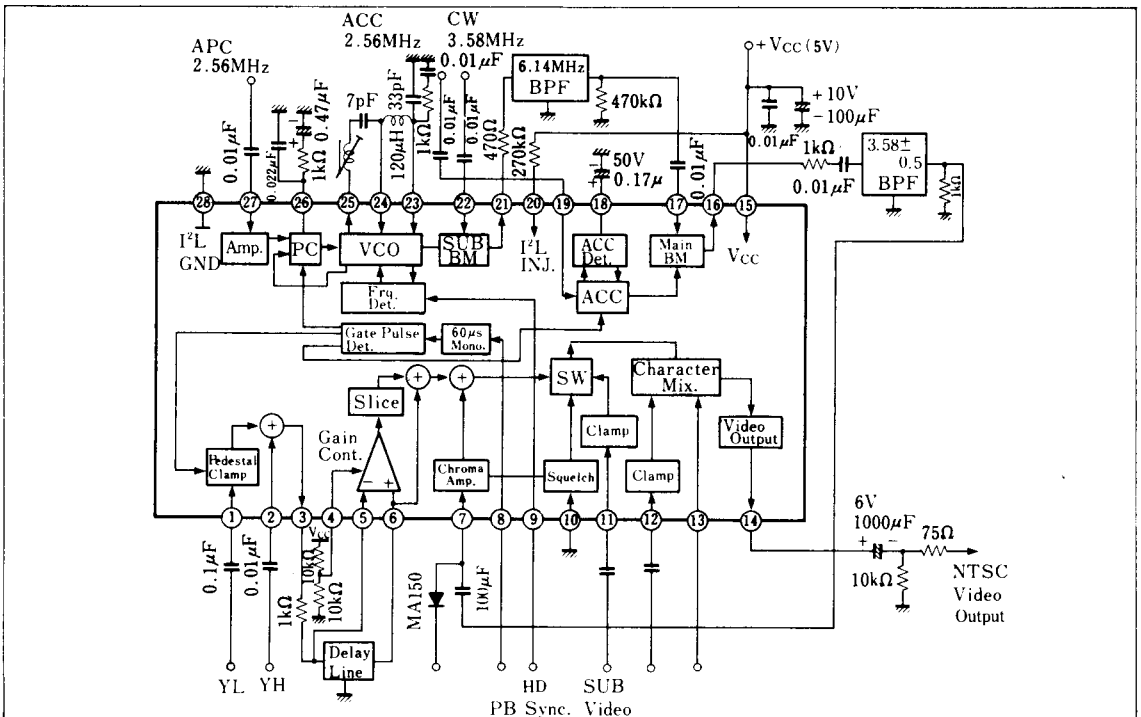 ACC
2.56MHz
CW
3.58MHz
0.01µF
APC
2.56MHz
+VCC (5V)
6.14MHz
BPF
470kΩ
+10V
−100µF
0.01µF
3.58±
0.5
BPF
1kΩ
0.01µF
1kΩ
0.01µF
0.022µF
− +
0.47µF
1kΩ
7pF
120µH
33pF
1kΩ
0.01µF
0.01µF
470Ω
270kΩ
50V
0.17µ
+ −
0.01µF
28 27 26 25 24 23 22 21 20 19 18 17 16 15
I²L
GND
Amp.
PC
VCO
SUB
BM
I²L
INJ.
ACC
Det.
Main
BM
VCC
Frq.
Det.
ACC
Gate Pulse
Det.
60µs
Mono.
Slice
+ +
SW
Character
Mix.
+
Gain
Cont.
Clamp
Video
Output
Pedestal
Clamp
− +
Chroma
Amp.
Squelch
Clamp
1 2 3 4 5 6 7 8 9 10 11 12 13 14
0.1µF
0.01µF
1kΩ
VCC
10kΩ
10kΩ
MA150
100µF
6V
1000µF
+ −
75Ω
10kΩ
NTSC
Video
Output
Delay
Line
YL YH HD SUB
PB Sync. Video